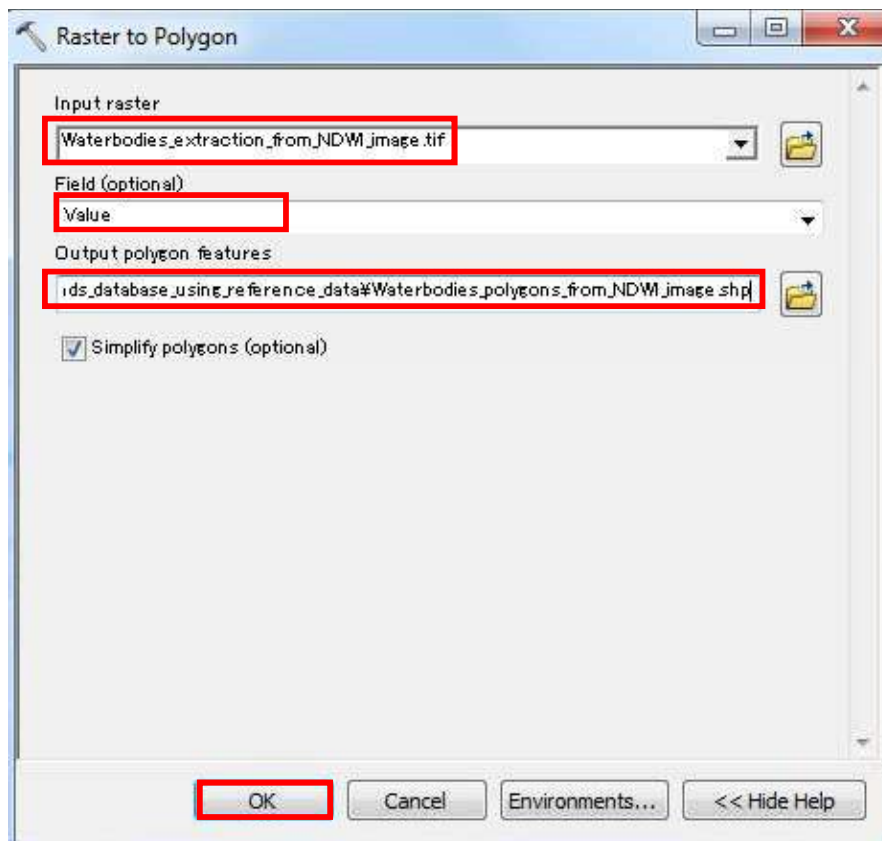 Raster to Polygon
Input raster
Waterbodies_extraction_from_NDWI_image.tif
Field (optional)
Value
Output polygon features
ds_database_using_reference_data¥Waterbodies_polygons_from_NDWI_image.shp
Simplify polygons (optional)
OK
Cancel
Environments...
<< Hide Help